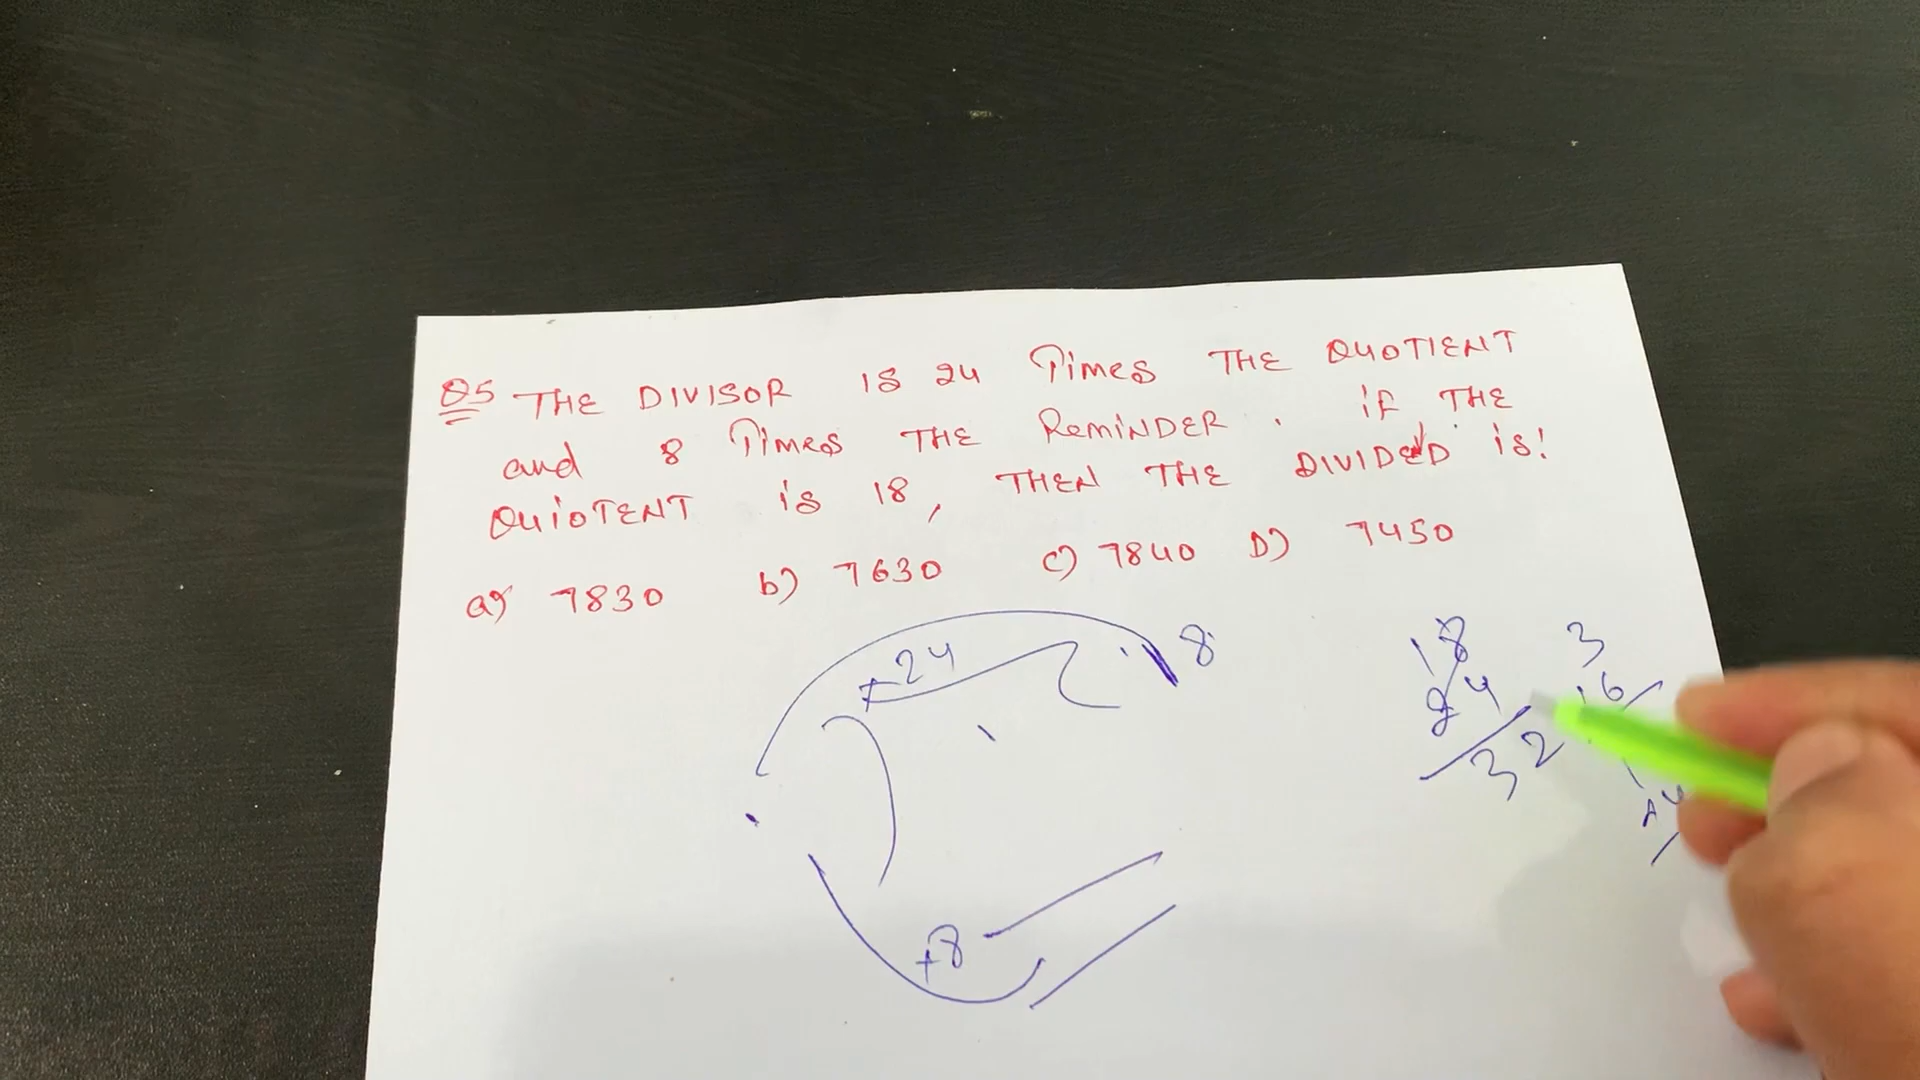 Q5 THE DIVISOR IS 24 Times THE QUOTIENT
and 8 Times THE ReMiNDER . if THE
QUiOTENT is 18, THEN THE DIVIDED is!
a) 7830 b) 7630 c) 7840 D) 7450
×24 18
18 3
24 16
32
+8